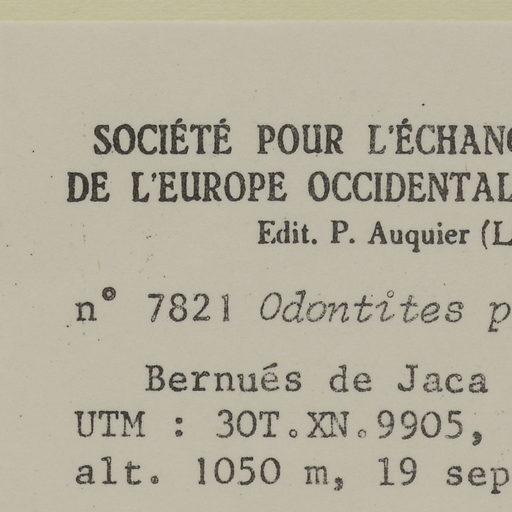 SOCIÉTÉ POUR L'ÉCHAN
DE L'EUROPE OCCIDENTAL
Edit. P. Auquier (L
n° 7821 Odontites p
Bernués de Jaca
UTM : 30T.XN.9905,
alt. 1050 m, 19 sep